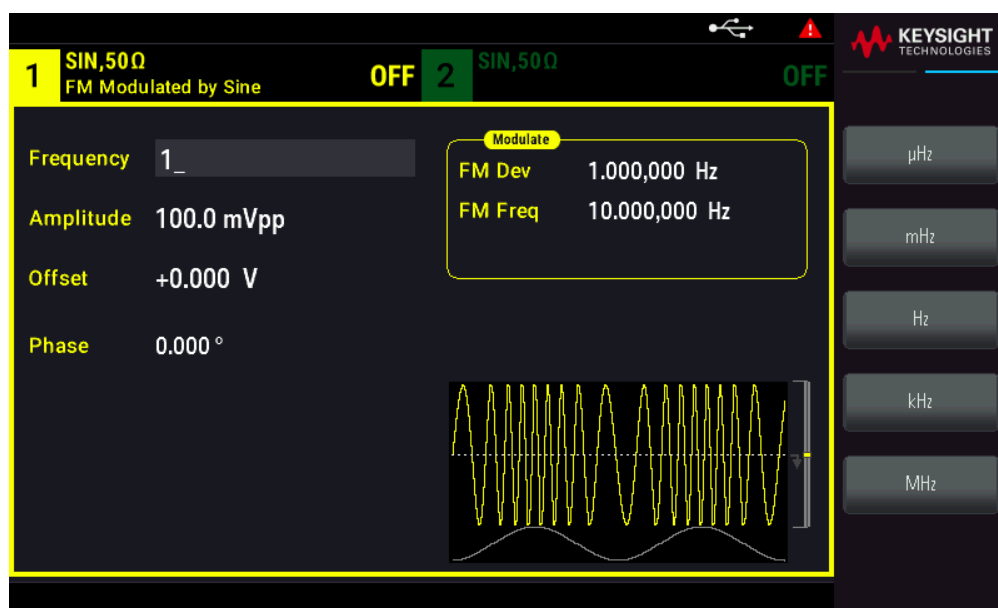 KEYSIGHT
TECHNOLOGIES
1 SIN,50Ω OFF
FM Modulated by Sine
2 SIN,50Ω OFF
Frequency 1_
Amplitude 100.0 mVpp
Offset +0.000 V
Phase 0.000 °
Modulate
FM Dev 1.000,000 Hz
FM Freq 10.000,000 Hz
µHz
mHz
Hz
kHz
MHz